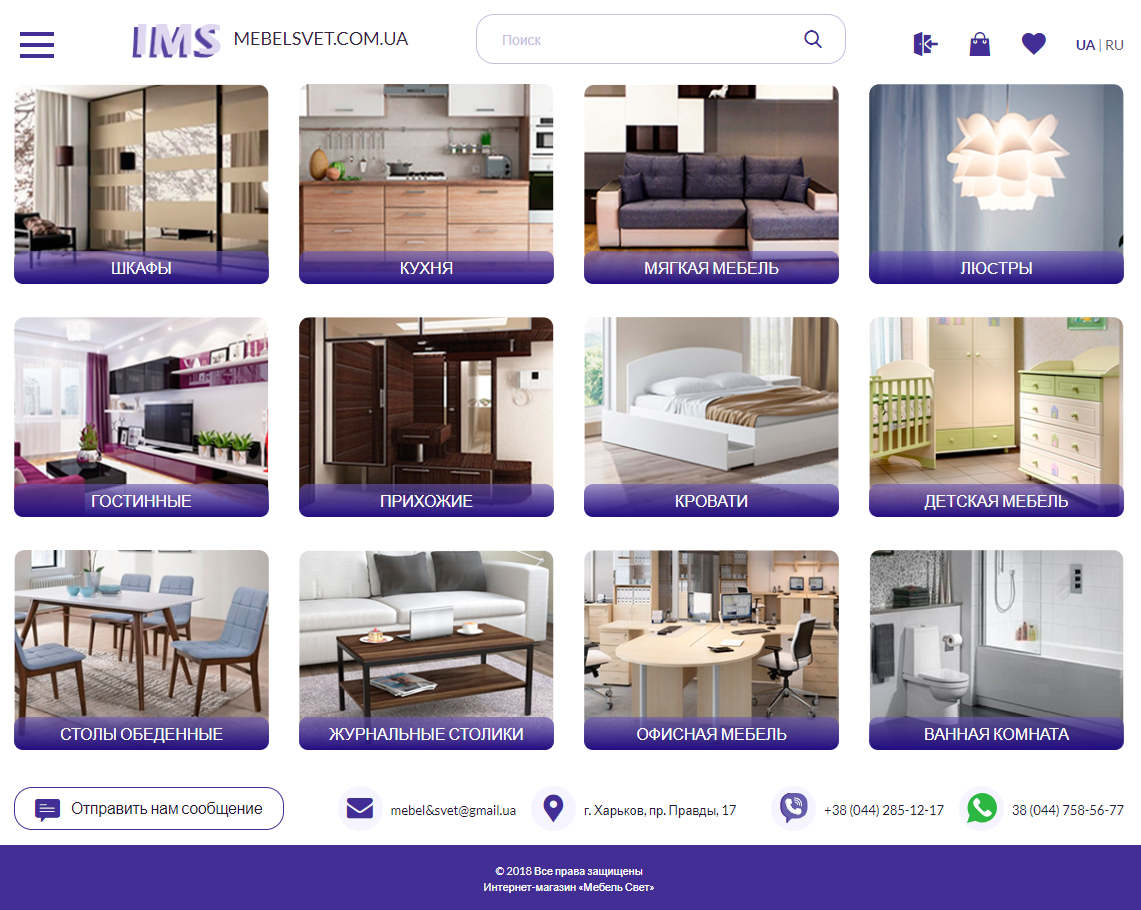 IMS MEBELSVET.COM.UA
Поиск
UA | RU
ШКАФЫ
КУХНЯ
МЯГКАЯ МЕБЕЛЬ
ЛЮСТРЫ
ГОСТИННЫЕ
ПРИХОЖИЕ
КРОВАТИ
ДЕТСКАЯ МЕБЕЛЬ
СТОЛЫ ОБЕДЕННЫЕ
ЖУРНАЛЬНЫЕ СТОЛИКИ
ОФИСНАЯ МЕБЕЛЬ
ВАННАЯ КОМНАТА
Отправить нам сообщение
mebel&svet@gmail.ua
г. Харьков, пр. Правды, 17
+38 (044) 285-12-17
38 (044) 758-56-77
© 2018 Все права защищены
Интернет-магазин «Мебель Свет»